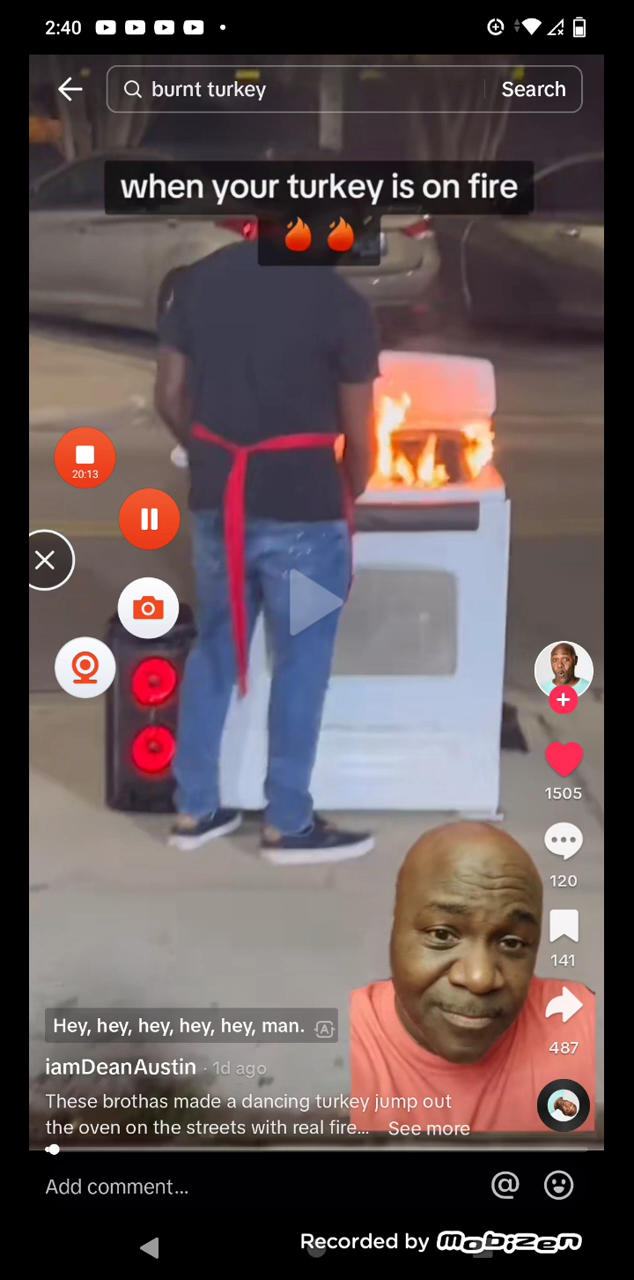 2:40
burnt turkey
Search
when your turkey is on fire
🔥 🔥
20:13
1505
120
141
487
Hey, hey, hey, hey, hey, man.
iamDeanAustin · 1d ago
These brothas made a dancing turkey jump out
the oven on the streets with real fire... See more
Add comment...
Recorded by mobizen